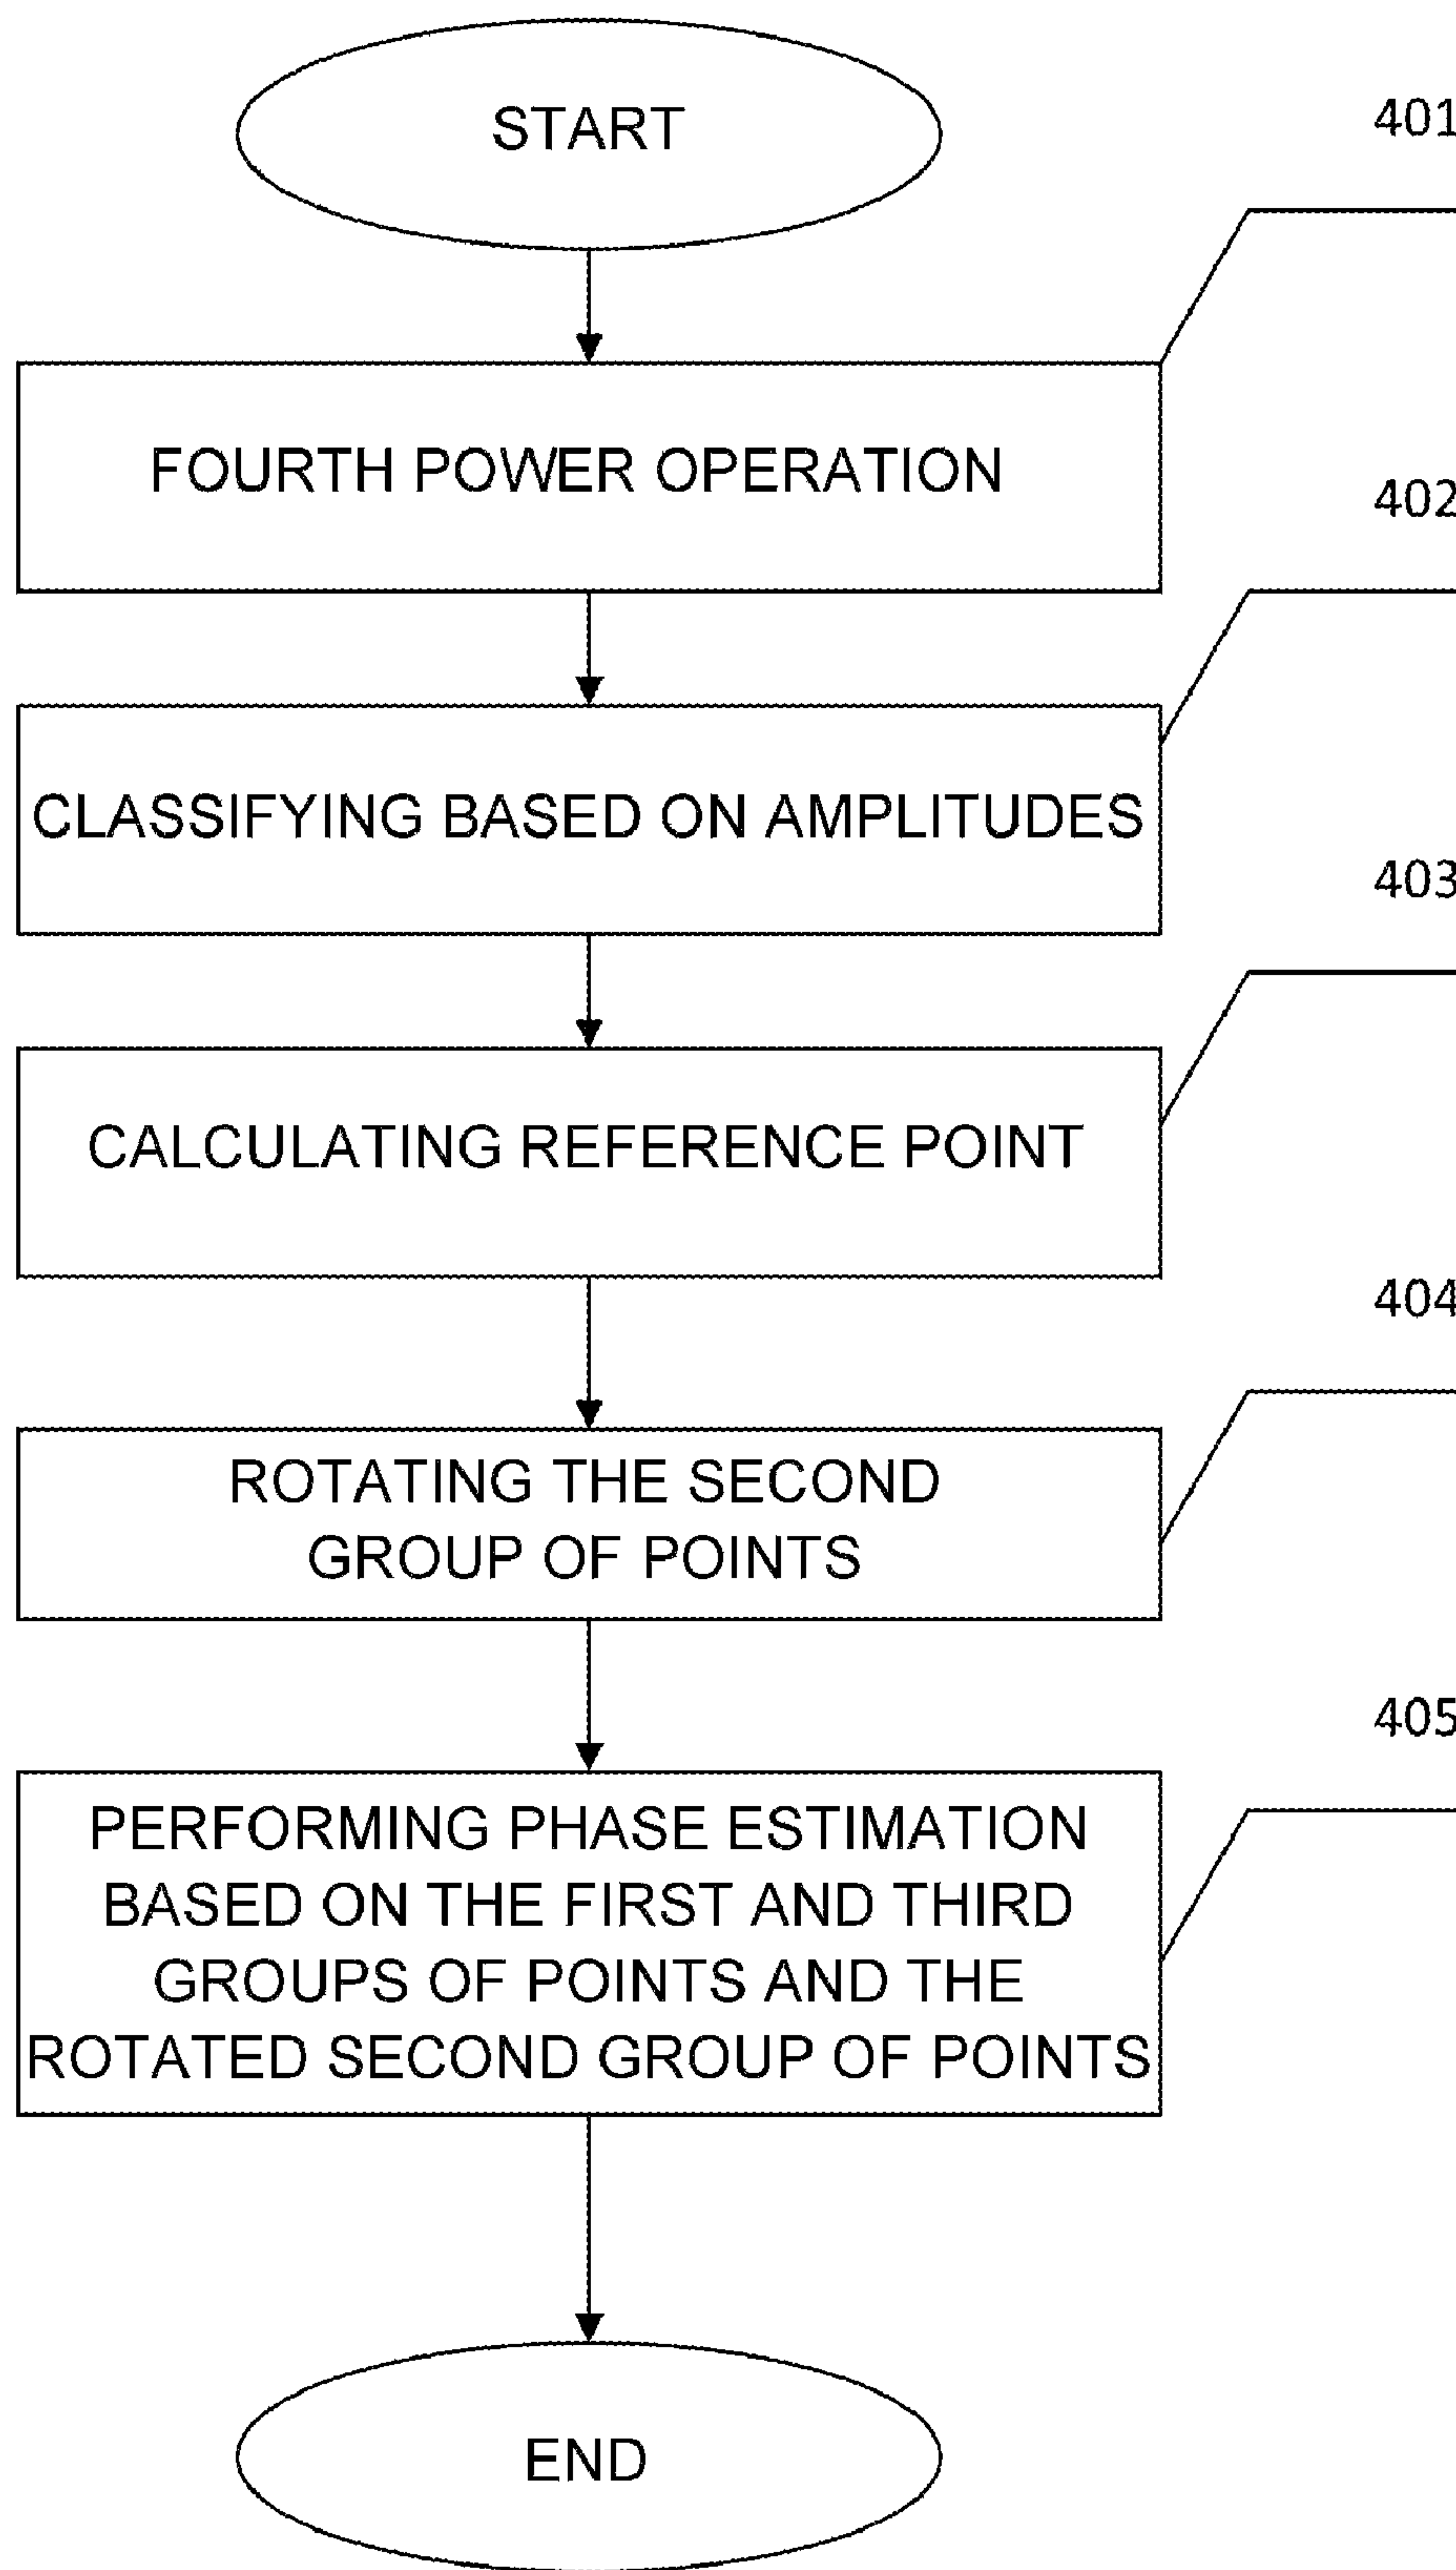 START
401
FOURTH POWER OPERATION
402
CLASSIFYING BASED ON AMPLITUDES
403
CALCULATING REFERENCE POINT
404
ROTATING THE SECOND
GROUP OF POINTS
405
PERFORMING PHASE ESTIMATION
BASED ON THE FIRST AND THIRD
GROUPS OF POINTS AND THE
ROTATED SECOND GROUP OF POINTS
END